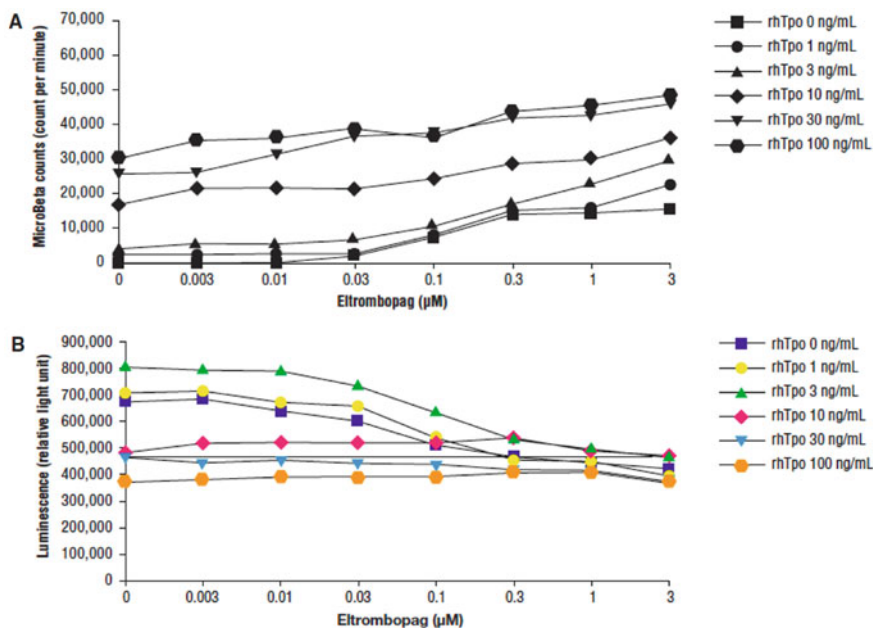 A
MicroBeta counts (count per minute)
70,000
60,000
50,000
40,000
30,000
20,000
10,000
0
0 0.003 0.01 0.03 0.1 0.3 1 3
Eltrombopag (µM)
rhTpo 0 ng/mL
rhTpo 1 ng/mL
rhTpo 3 ng/mL
rhTpo 10 ng/mL
rhTpo 30 ng/mL
rhTpo 100 ng/mL
B
Luminescence (relative light unit)
900,000
800,000
700,000
600,000
500,000
400,000
300,000
200,000
100,000
0
0 0.003 0.01 0.03 0.1 0.3 1 3
Eltrombopag (µM)
rhTpo 0 ng/mL
rhTpo 1 ng/mL
rhTpo 3 ng/mL
rhTpo 10 ng/mL
rhTpo 30 ng/mL
rhTpo 100 ng/mL